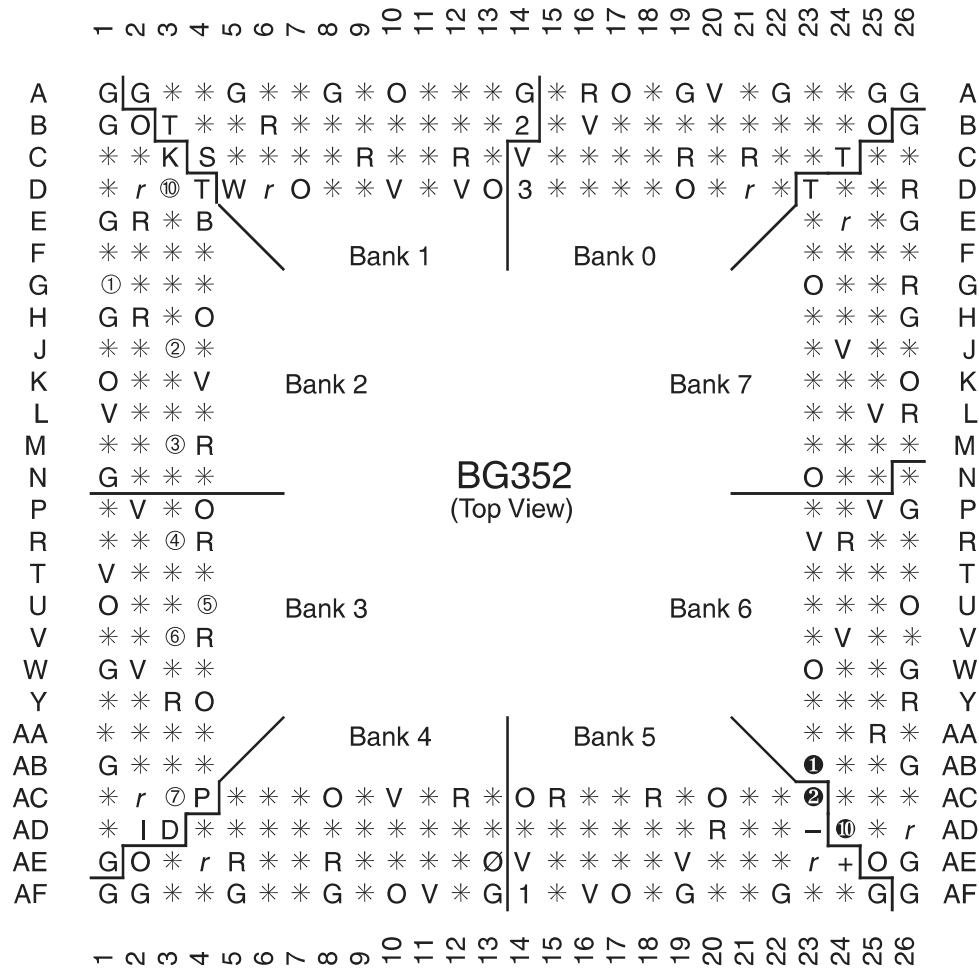 1 2 3 4 5 6 7 8 9 10 11 12 13 14 15 16 17 18 19 20 21 22 23 24 25 26
A G G ✳ ✳ G ✳ ✳ G ✳ O ✳ ✳ ✳ G ✳ R O ✳ G V ✳ G ✳ ✳ G G A
B G O T ✳ ✳ R ✳ ✳ ✳ ✳ ✳ ✳ ✳ 2 ✳ V ✳ ✳ ✳ ✳ ✳ ✳ ✳ ✳ O G B
C ✳ ✳ K S ✳ ✳ ✳ ✳ R ✳ ✳ R ✳ V ✳ ✳ ✳ ✳ R ✳ R ✳ ✳ T ✳ ✳ C
D ✳ r ⑩ T W r O ✳ ✳ V ✳ V O 3 ✳ ✳ ✳ ✳ O ✳ r ✳ T ✳ ✳ R D
E G R ✳ B ✳ r ✳ G E
F ✳ ✳ ✳ ✳ Bank 1 Bank 0 ✳ ✳ ✳ ✳ F
G ① ✳ ✳ ✳ O ✳ ✳ R G
H G R ✳ O ✳ ✳ ✳ G H
J ✳ ✳ ② ✳ ✳ V ✳ ✳ J
K O ✳ ✳ V Bank 2 Bank 7 ✳ ✳ ✳ O K
L V ✳ ✳ ✳ ✳ ✳ V R L
M ✳ ✳ ③ R ✳ ✳ ✳ ✳ M
N G ✳ ✳ ✳ BG352 O ✳ ✳ ✳ N
P ✳ V ✳ O (Top View) ✳ ✳ V G P
R ✳ ✳ ④ R V R ✳ ✳ R
T V ✳ ✳ ✳ ✳ ✳ ✳ ✳ T
U O ✳ ✳ ⑤ Bank 3 Bank 6 ✳ ✳ ✳ O U
V ✳ ✳ ⑥ R ✳ V ✳ ✳ V
W G V ✳ ✳ O ✳ ✳ G W
Y ✳ ✳ R O ✳ ✳ ✳ R Y
AA ✳ ✳ ✳ ✳ Bank 4 Bank 5 ✳ ✳ R ✳ AA
AB G ✳ ✳ ✳ ❶ ✳ ✳ G AB
AC ✳ r ⑦ P ✳ ✳ ✳ O ✳ V ✳ R ✳ O R ✳ ✳ R ✳ O ✳ ✳ ❷ ✳ ✳ ✳ AC
AD ✳ I D ✳ ✳ ✳ ✳ ✳ ✳ ✳ ✳ ✳ ✳ ✳ ✳ ✳ ✳ ✳ ✳ R ✳ ✳ – ❿ ✳ r AD
AE G O ✳ r R ✳ ✳ R ✳ ✳ ✳ ✳ Ø V ✳ ✳ ✳ ✳ V ✳ ✳ ✳ r + O G AE
AF G G ✳ ✳ G ✳ ✳ G ✳ O V ✳ G 1 ✳ V O ✳ G ✳ ✳ G ✳ ✳ G G AF
1 2 3 4 5 6 7 8 9 10 11 12 13 14 15 16 17 18 19 20 21 22 23 24 25 26